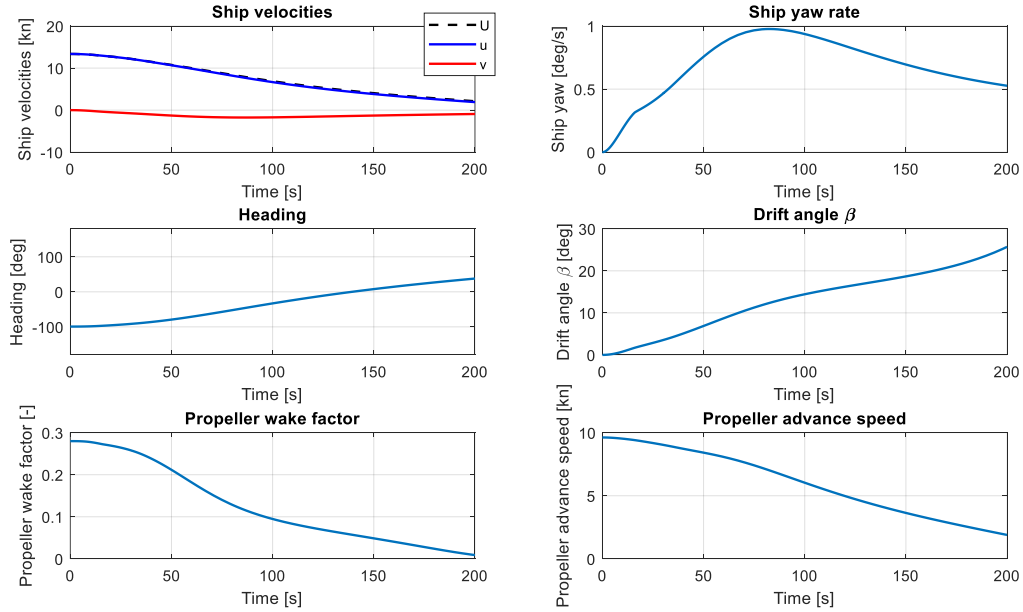 Ship velocities
Ship velocities [kn]
20
10
0
-10
0 50 100 150 200
Time [s]
U
u
v
Ship yaw rate
Ship yaw [deg/s]
1
0.5
0
0 50 100 150 200
Time [s]
Heading
Heading [deg]
100
0
-100
0 50 100 150 200
Time [s]
Drift angle β
Drift angle β [deg]
30
20
10
0
0 50 100 150 200
Time [s]
Propeller wake factor
Propeller wake factor [-]
0.3
0.2
0.1
0
0 50 100 150 200
Time [s]
Propeller advance speed
Propeller advance speed [kn]
10
5
0
0 50 100 150 200
Time [s]